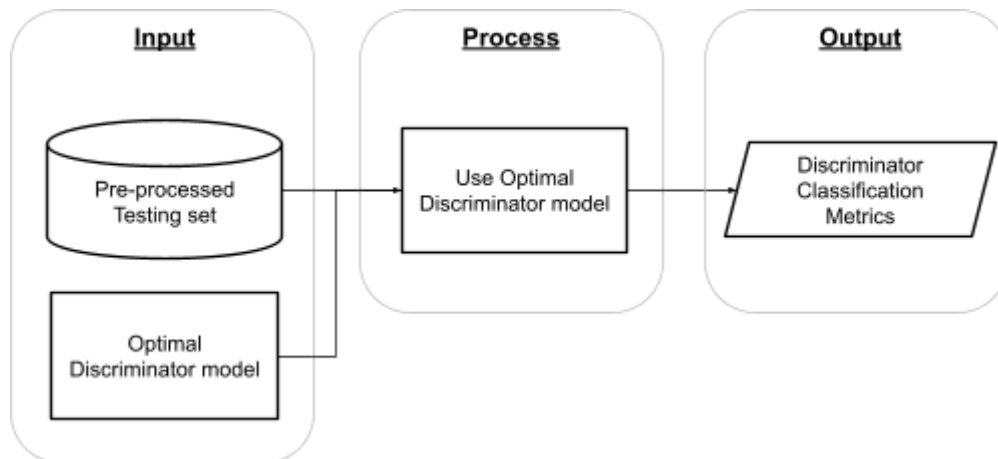 Input
Pre-processed
Testing set
Optimal
Discriminator model
Process
Use Optimal
Discriminator model
Output
Discriminator
Classification
Metrics